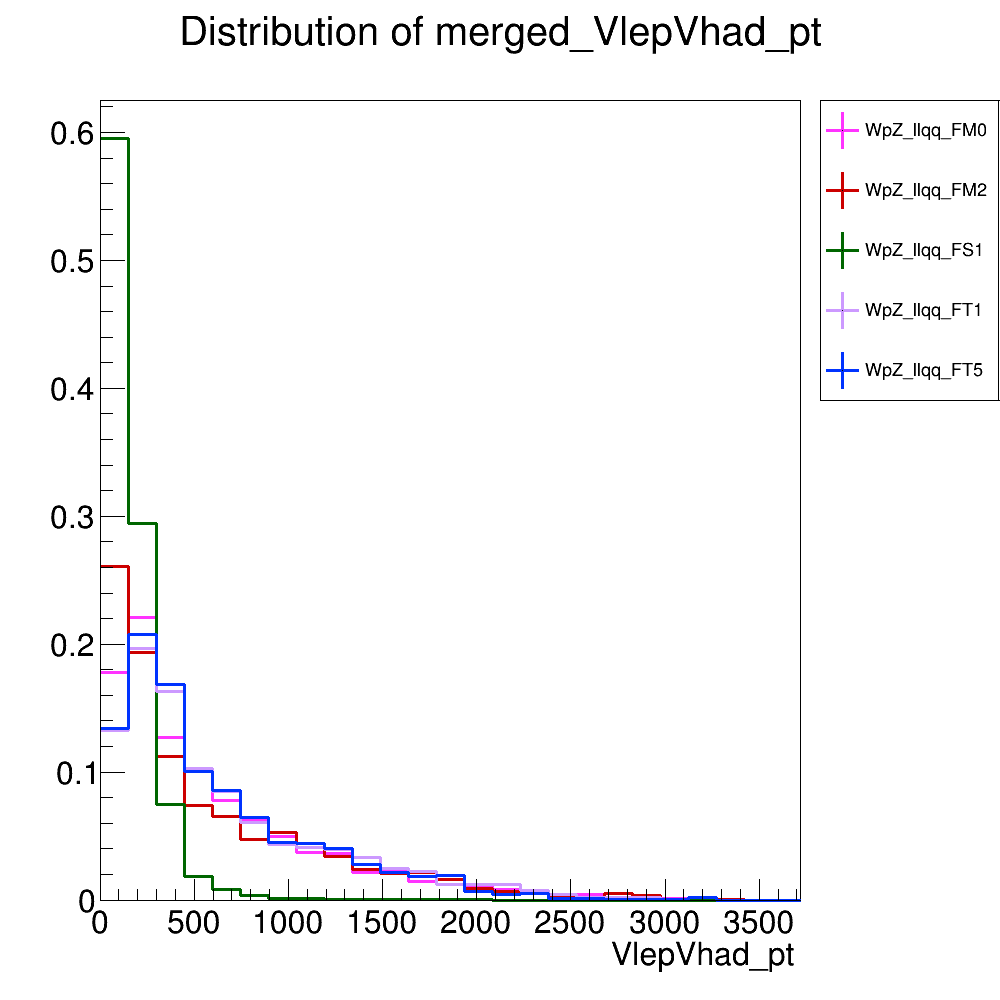 Distribution of merged_VlepVhad_pt
WpZ_llqq_FM0
WpZ_llqq_FM2
WpZ_llqq_FS1
WpZ_llqq_FT1
WpZ_llqq_FT5
0.6
0.5
0.4
0.3
0.2
0.1
0
0 500 1000 1500 2000 2500 3000 3500
VlepVhad_pt